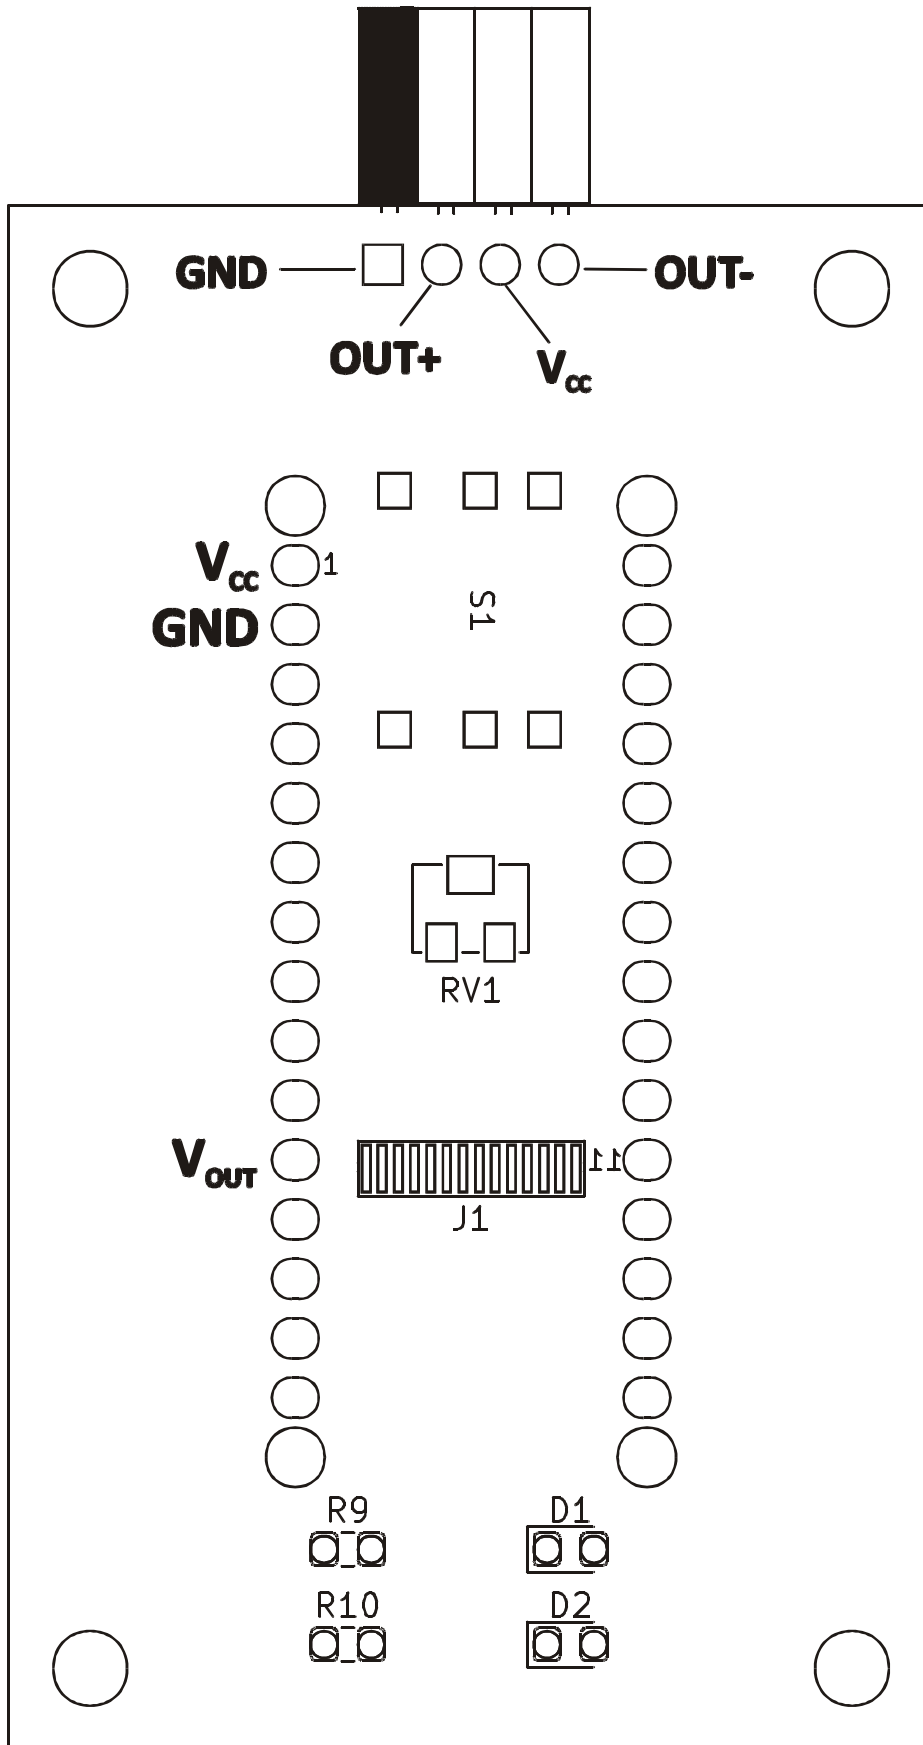 GND
OUT-
OUT+
VCC
VCC
1
GND
S1
RV1
VOUT
11
J1
R9
D1
R10
D2